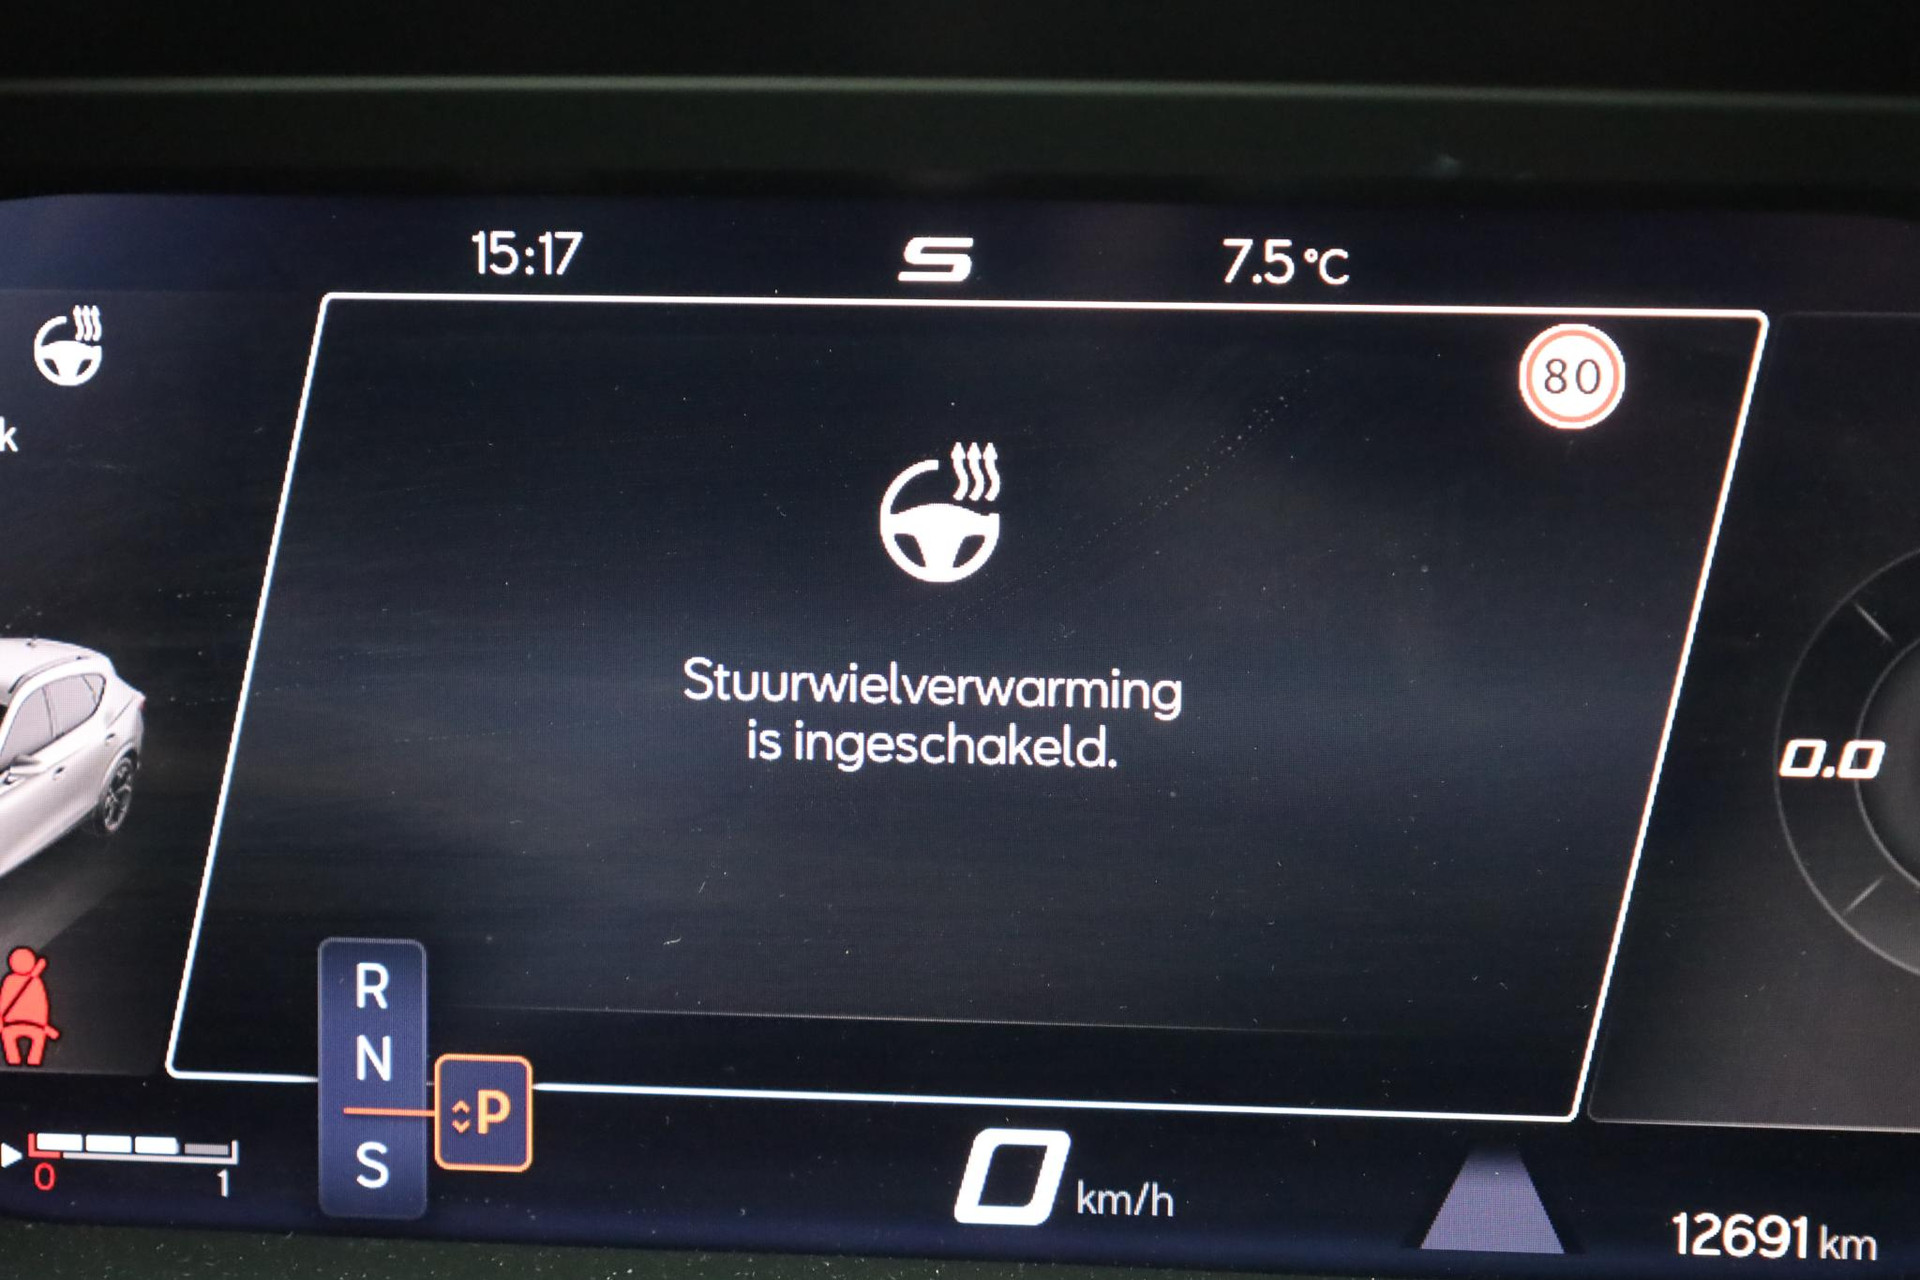 15:17 S 7.5 °C
80
k
Stuurwielverwarming
is ingeschakeld.
0.0
R
N
P
S
0 1
0 km/h
12691 km